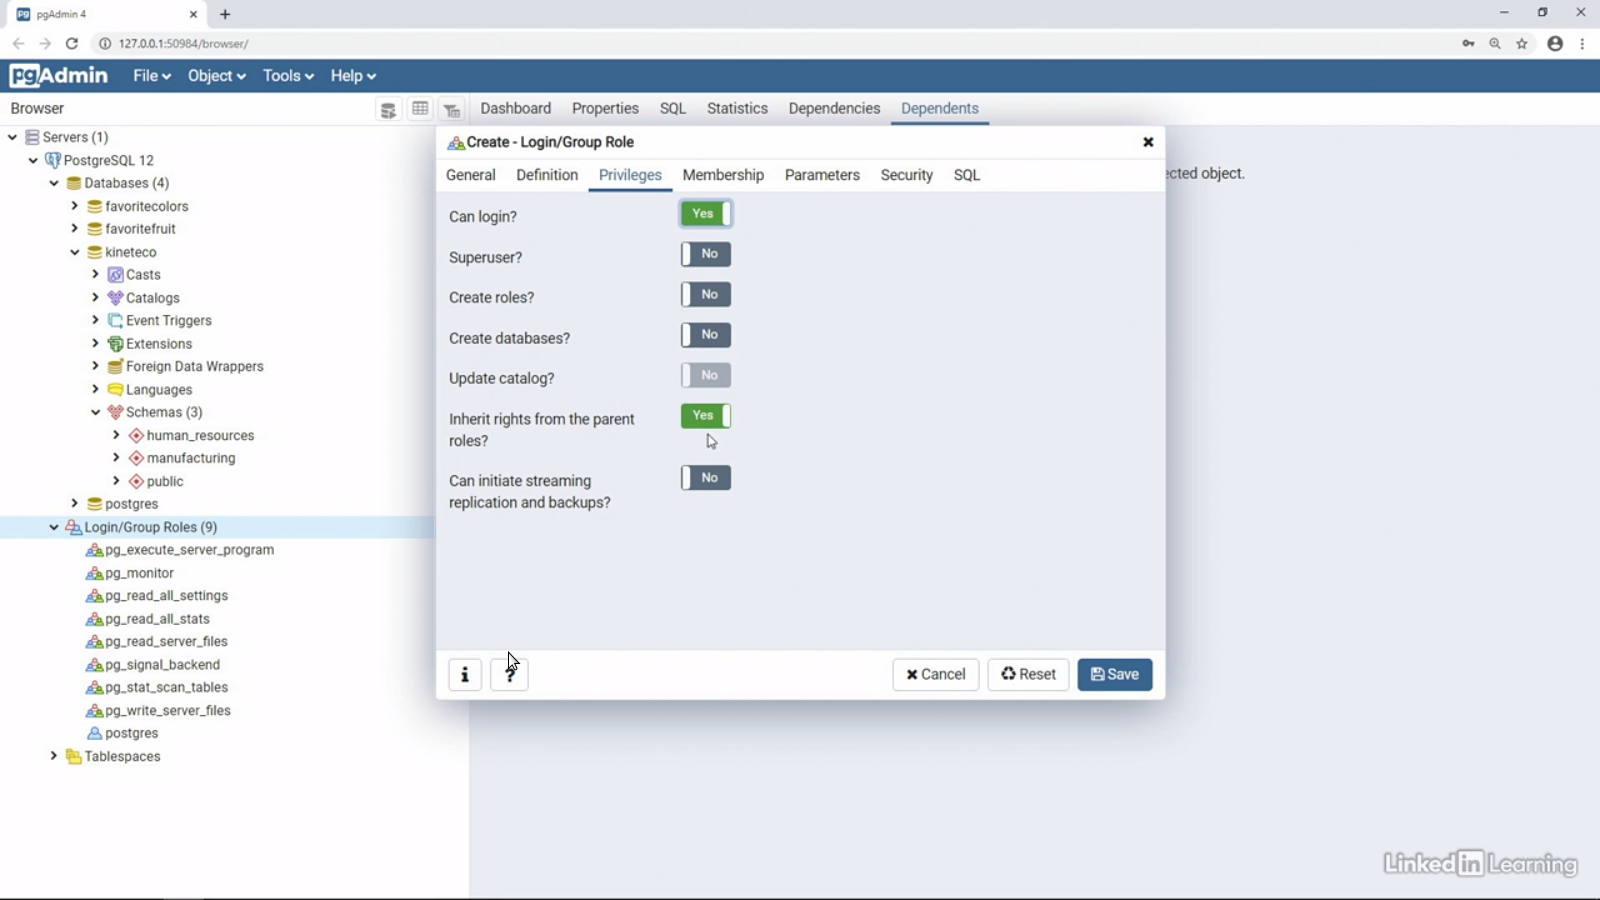 pgAdmin 4
127.0.0.1:50984/browser/
pgAdmin File Object Tools Help
Browser
Dashboard Properties SQL Statistics Dependencies Dependents
Servers (1)
PostgreSQL 12
Databases (4)
favoritecolors
favoritefruit
kineteco
Casts
Catalogs
Event Triggers
Extensions
Foreign Data Wrappers
Languages
Schemas (3)
human_resources
manufacturing
public
postgres
Login/Group Roles (9)
pg_execute_server_program
pg_monitor
pg_read_all_settings
pg_read_all_stats
pg_read_server_files
pg_signal_backend
pg_stat_scan_tables
pg_write_server_files
postgres
Tablespaces
Create - Login/Group Role
General Definition Privileges Membership Parameters Security SQL
Can login? Yes
Superuser? No
Create roles? No
Create databases? No
Update catalog? No
Inherit rights from the parent
roles? Yes
Can initiate streaming
replication and backups? No
i ? Cancel Reset Save
ected object.
Linked in Learning